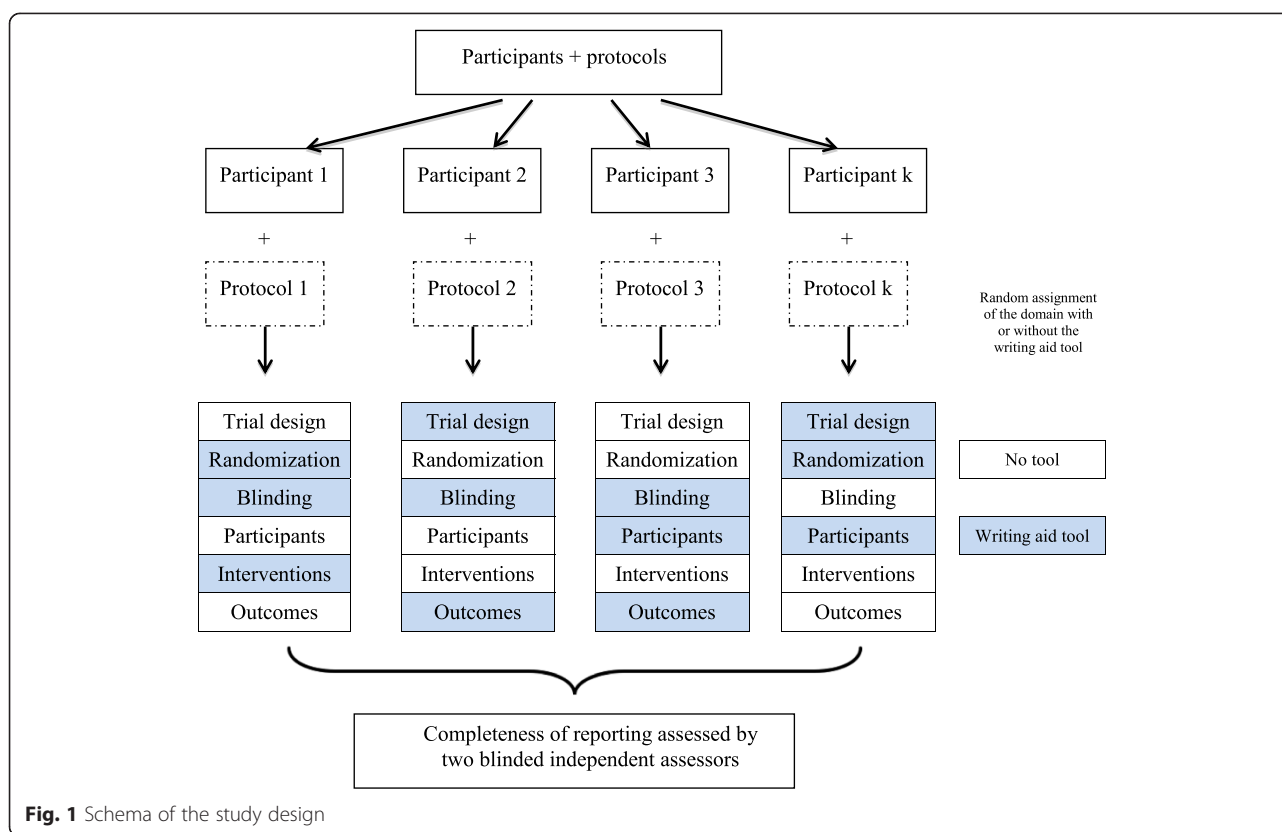 Participants + protocols
Participant 1
Participant 2
Participant 3
Participant k
+
+
+
+
Protocol 1
Protocol 2
Protocol 3
Protocol k
Random assignment
of the domain with
or without the
writing aid tool
Trial design
Randomization
Blinding
Participants
Interventions
Outcomes
Trial design
Randomization
Blinding
Participants
Interventions
Outcomes
Trial design
Randomization
Blinding
Participants
Interventions
Outcomes
Trial design
Randomization
Blinding
Participants
Interventions
Outcomes
No tool
Writing aid tool
Completeness of reporting assessed by
two blinded independent assessors
Fig. 1 Schema of the study design